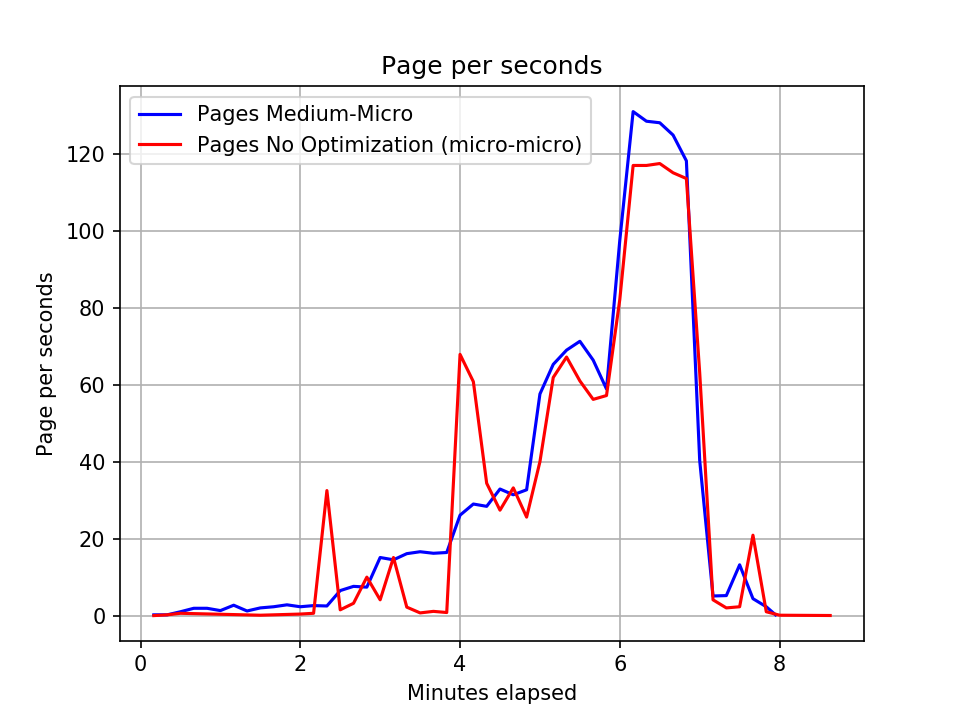 Page per seconds
Pages Medium-Micro
Pages No Optimization (micro-micro)
120
100
80
60
40
20
0
Page per seconds
0 2 4 6 8
Minutes elapsed